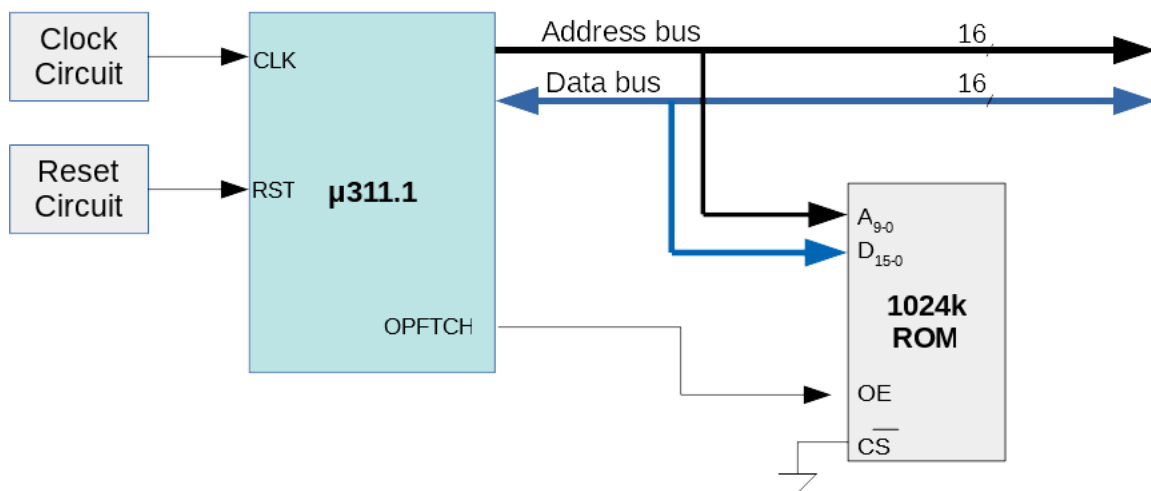 Clock
Circuit
CLK
Address bus
16
Data bus
16
Reset
Circuit
RST
µ311.1
A9-0
D15-0
1024k
ROM
OPFTCH
OE
CS